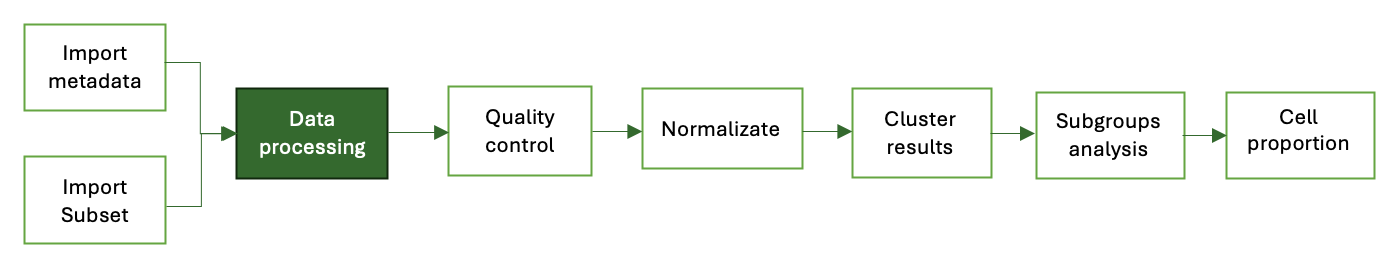 Import
metadata
Import
Subset
Data
processing
Quality
control
Normalizate
Cluster
results
Subgroups
analysis
Cell
proportion